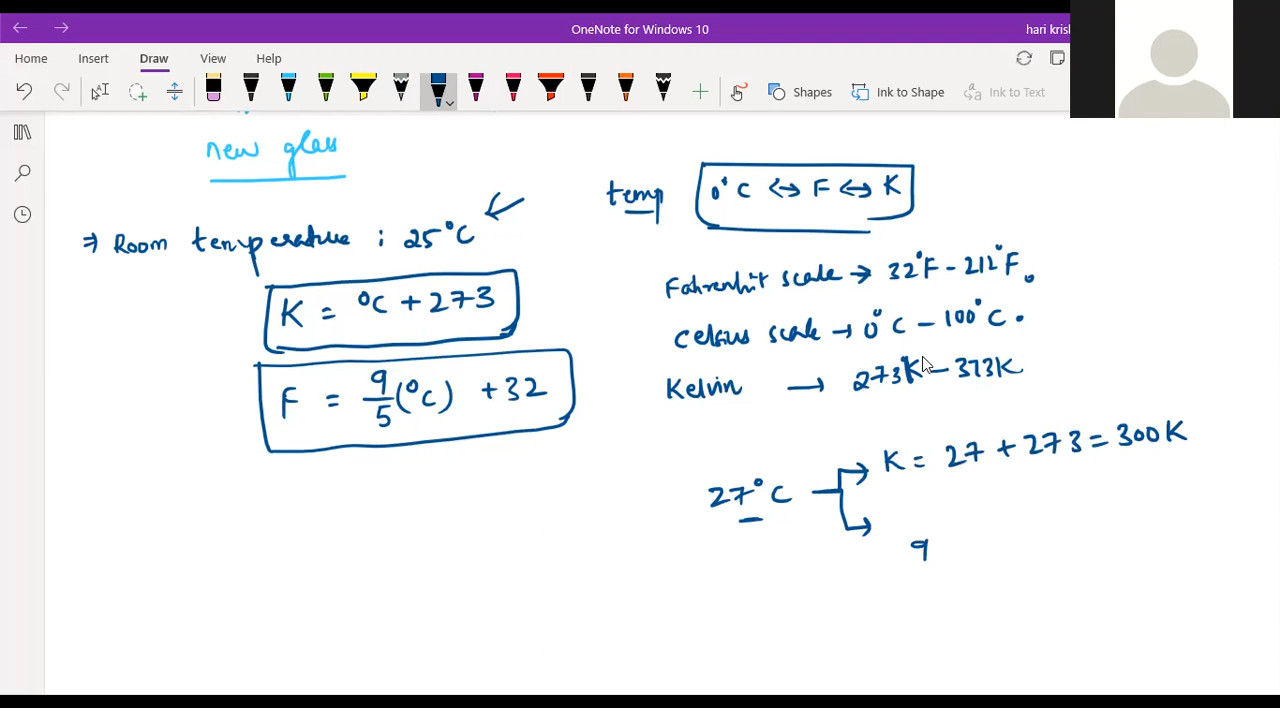 OneNote for Windows 10
hari krish
Home Insert Draw View Help
Shapes Ink to Shape Ink to Text
new glass
⇒ Room temperature : 25°C
K = °C + 273
F = 9/5 (°C) + 32
temp 0°C ↔ F ↔ K
Fahrenhit scale → 32°F - 212°F.
Celsius scale → 0°C - 100°C.
Kelvin → 273K - 373K
27°C
K = 27 + 273 = 300K
9